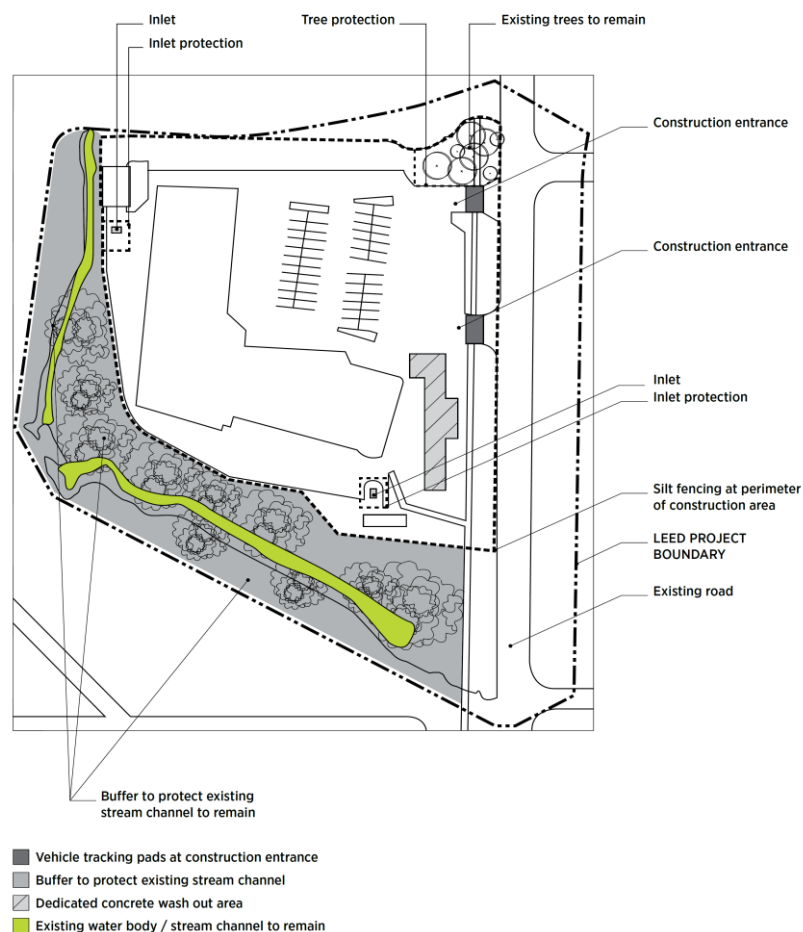 Inlet
Inlet protection
Tree protection
Existing trees to remain
Construction entrance
Construction entrance
Inlet
Inlet protection
Silt fencing at perimeter
of construction area
LEED PROJECT
BOUNDARY
Existing road
Buffer to protect existing
stream channel to remain
Vehicle tracking pads at construction entrance
Buffer to protect existing stream channel
Dedicated concrete wash out area
Existing water body / stream channel to remain